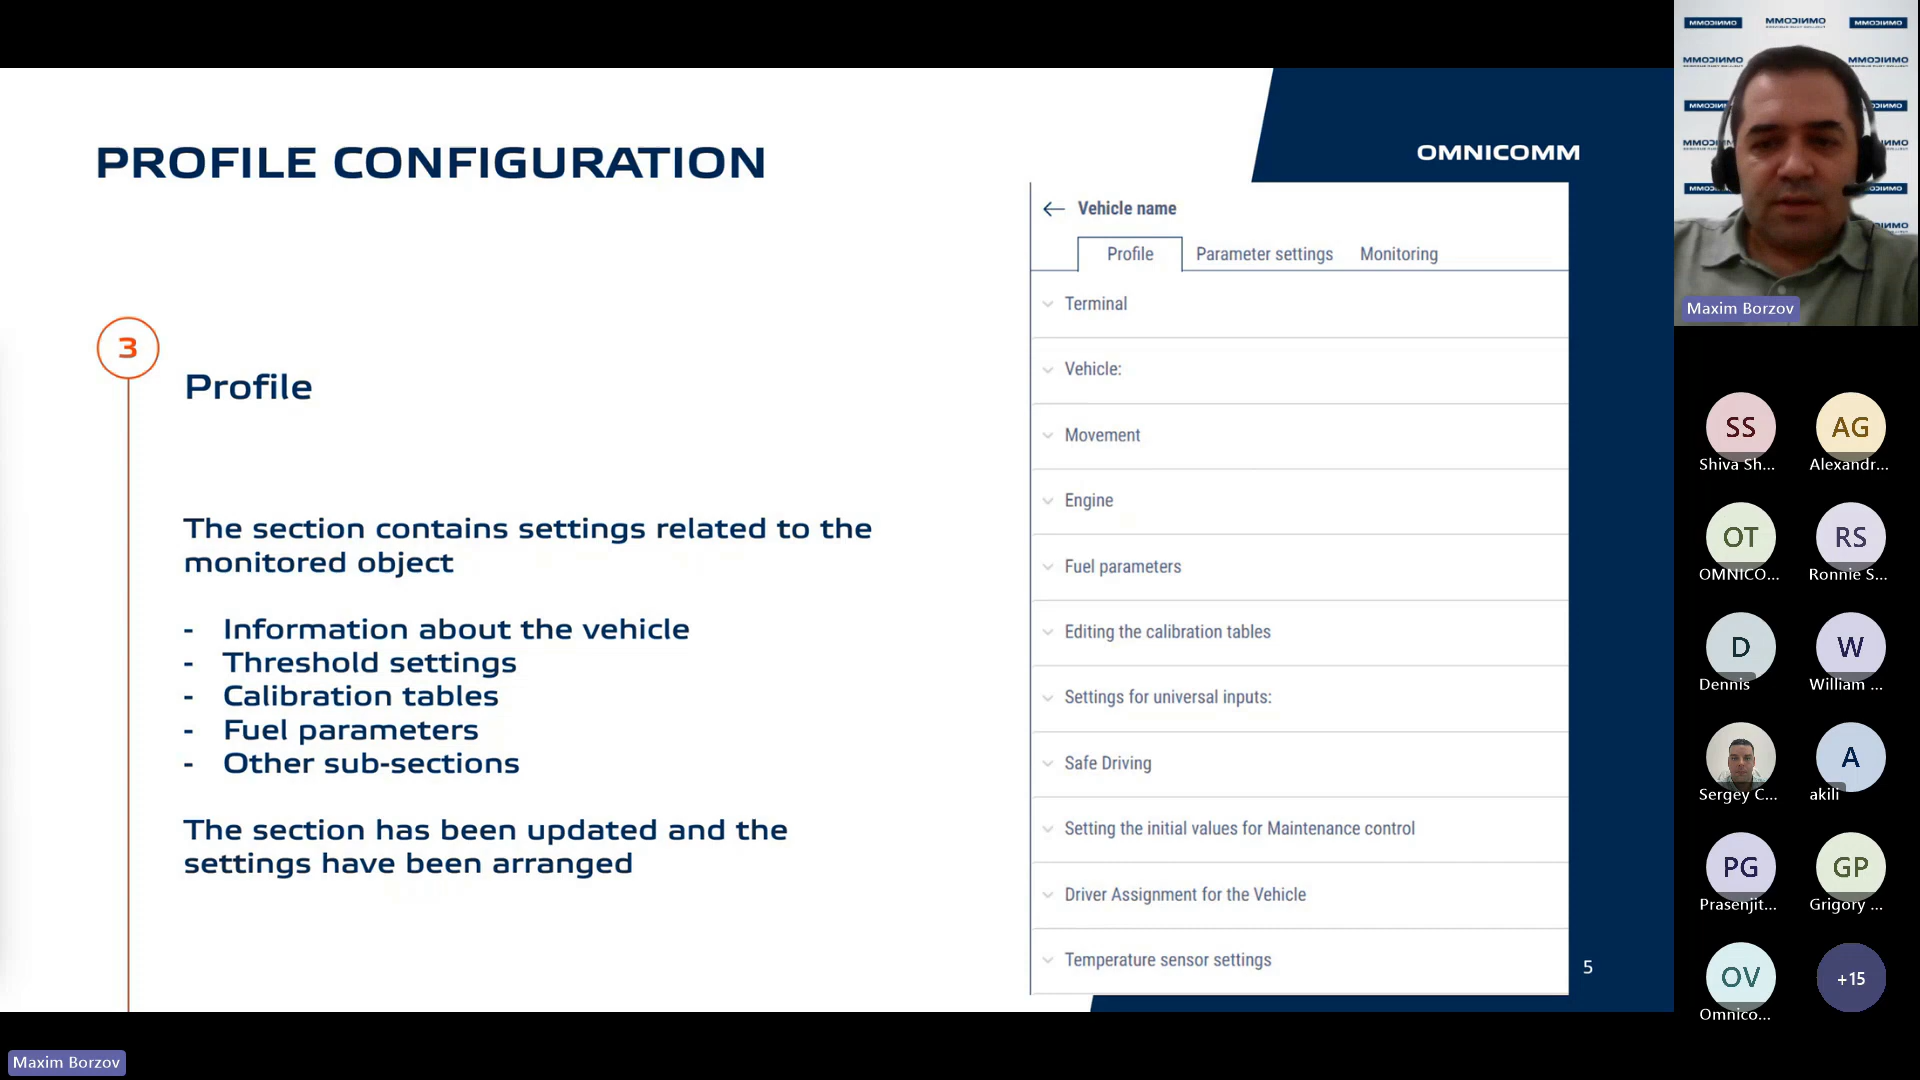 PROFILE CONFIGURATION
OMNICOMM
3
Profile
The section contains settings related to the
monitored object
- Information about the vehicle
- Threshold settings
- Calibration tables
- Fuel parameters
- Other sub-sections
The section has been updated and the
settings have been arranged
← Vehicle name
Profile Parameter settings Monitoring
Terminal
Vehicle:
Movement
Engine
Fuel parameters
Editing the calibration tables
Settings for universal inputs:
Safe Driving
Setting the initial values for Maintenance control
Driver Assignment for the Vehicle
Temperature sensor settings
5
Maxim Borzov
SS AG
Shiva Sh... Alexandr...
OT RS
OMNICO... Ronnie S...
D W
Dennis William ...
A
Sergey C... akili
PG GP
Prasenjit... Grigory ...
OV +15
Omnico...
Maxim Borzov